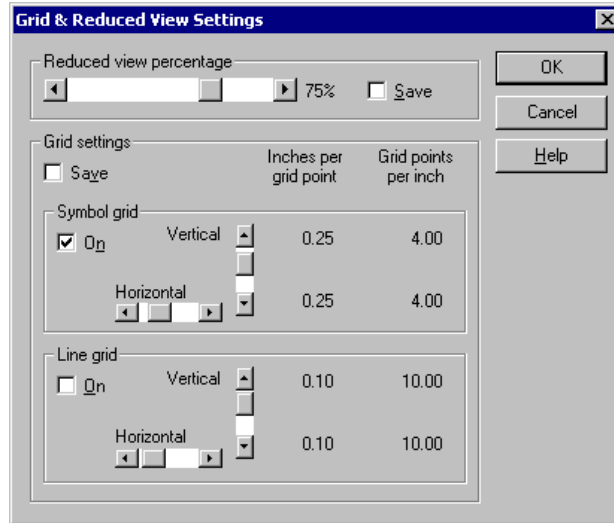 Grid & Reduced View Settings
Reduced view percentage
75%
Save
OK
Cancel
Help
Grid settings
Save
Inches per
grid point
Grid points
per inch
Symbol grid
On
Vertical
0.25
4.00
Horizontal
0.25
4.00
Line grid
On
Vertical
0.10
10.00
Horizontal
0.10
10.00